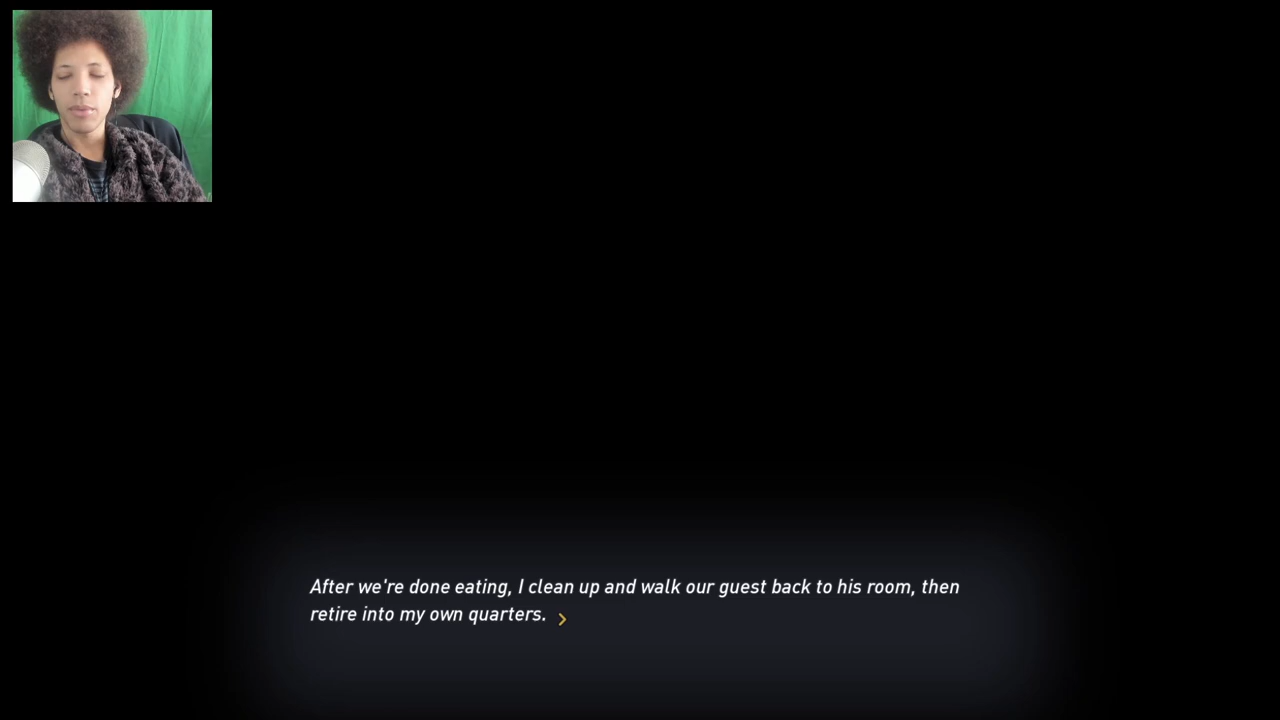 After we're done eating, I clean up and walk our guest back to his room, then
retire into my own quarters.